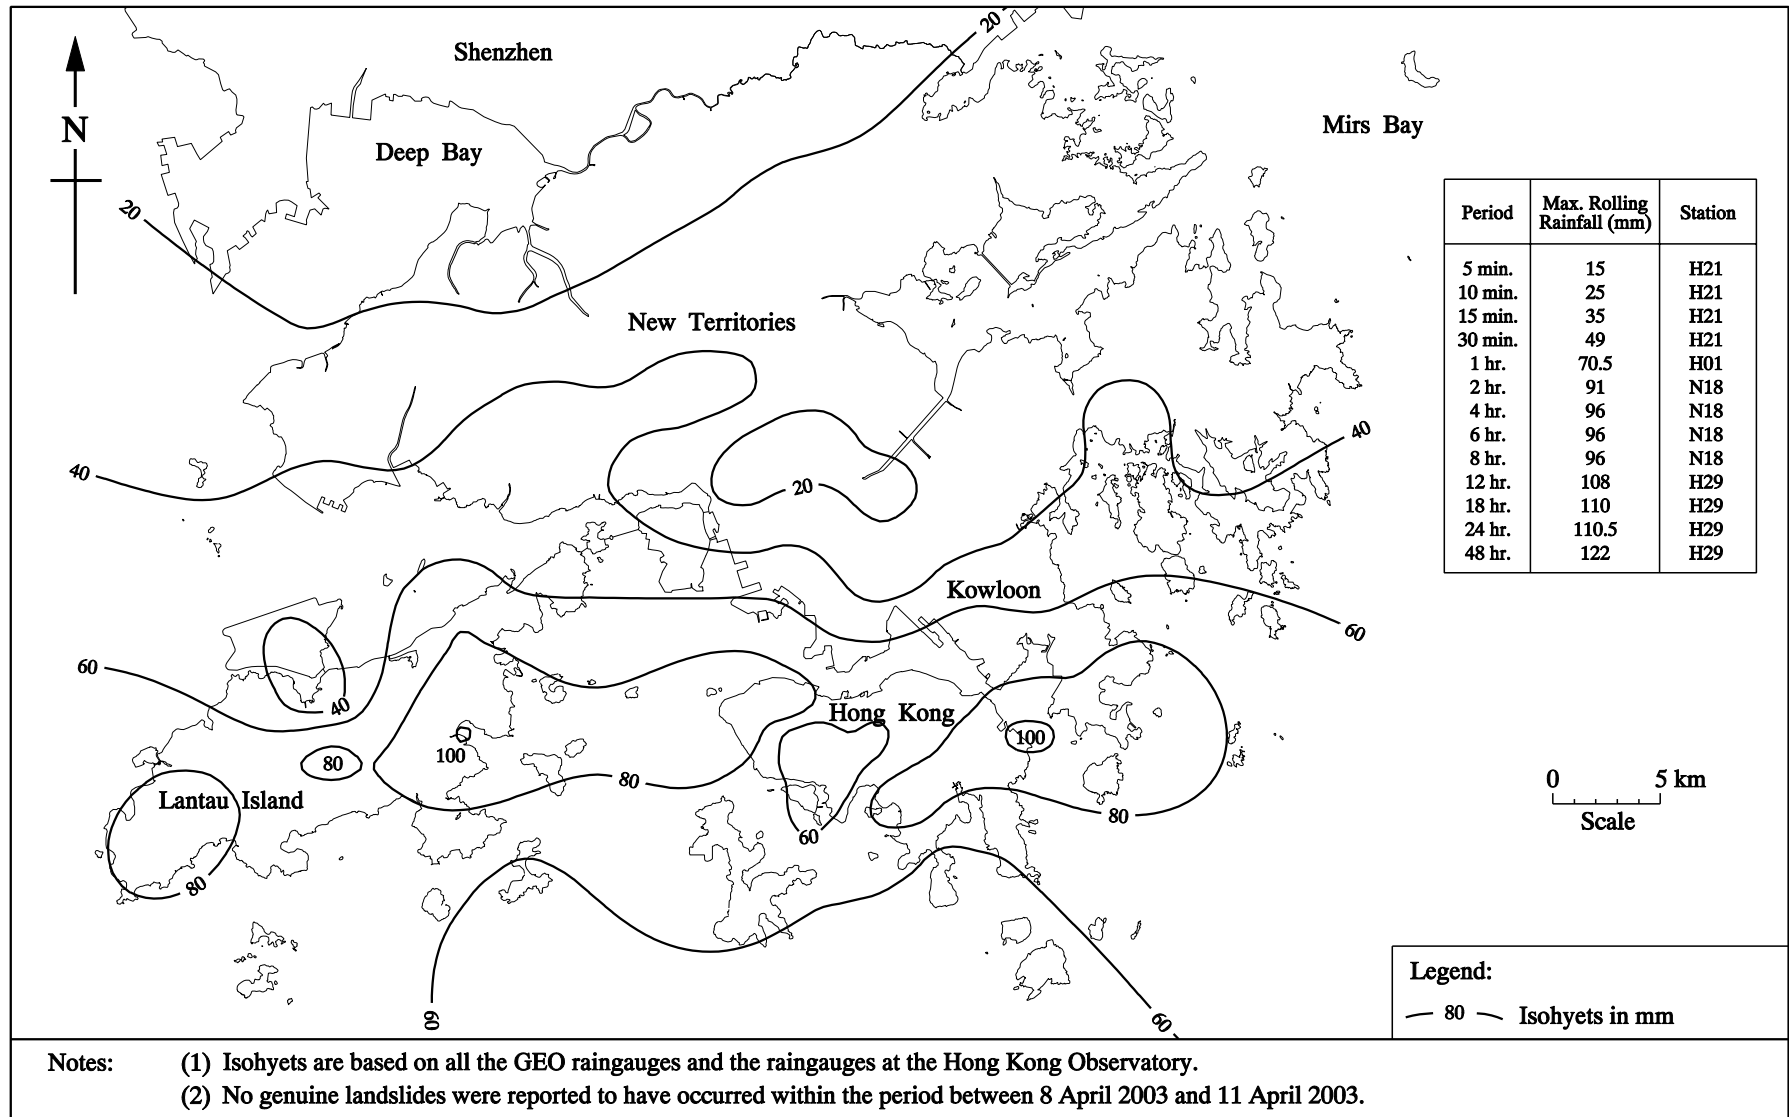 20
Shenzhen
Mirs Bay
N
Deep Bay
20
Period Max. Rolling Rainfall (mm) Station
5 min. 15 H21
10 min. 25 H21
15 min. 35 H21
30 min. 49 H21
1 hr. 70.5 H01
2 hr. 91 N18
4 hr. 96 N18
6 hr. 96 N18
8 hr. 96 N18
12 hr. 108 H29
18 hr. 110 H29
24 hr. 110.5 H29
48 hr. 122 H29
New Territories
40
40
20
Kowloon
60
60
40
Hong Kong
100
100
80
80
80
Lantau Island
80
60
80
0 5 km
Scale
60
60
Legend:
80 Isohyets in mm
Notes: (1) Isohyets are based on all the GEO raingauges and the raingauges at the Hong Kong Observatory.
(2) No genuine landslides were reported to have occurred within the period between 8 April 2003 and 11 April 2003.